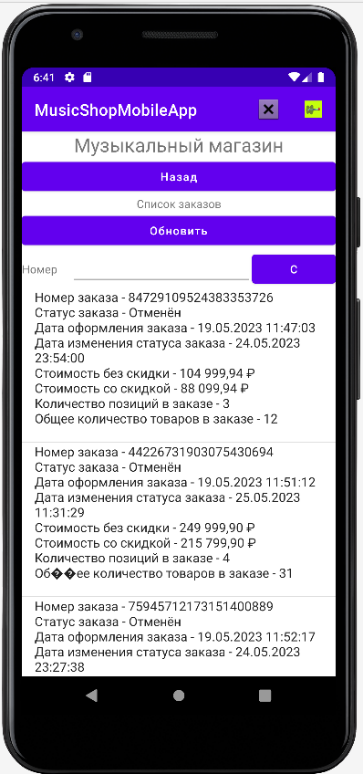 6:41
MusicShopMobileApp
Музыкальный магазин
Назад
Список заказов
Обновить
Номер
С
Номер заказа - 84729109524383353726
Статус заказа - Отменён
Дата оформления заказа - 19.05.2023 11:47:03
Дата изменения статуса заказа - 24.05.2023
23:54:00
Стоимость без скидки - 104 999,94 ₽
Стоимость со скидкой - 88 099,94 ₽
Количество позиций в заказе - 3
Общее количество товаров в заказе - 12
Номер заказа - 44226731903075430694
Статус заказа - Отменён
Дата оформления заказа - 19.05.2023 11:51:12
Дата изменения статуса заказа - 25.05.2023
11:31:29
Стоимость без скидки - 249 999,90 ₽
Стоимость со скидкой - 215 799,90 ₽
Количество позиций в заказе - 4
Об��ее количество товаров в заказе - 31
Номер заказа - 75945712173151400889
Статус заказа - Отменён
Дата оформления заказа - 19.05.2023 11:52:17
Дата изменения статуса заказа - 24.05.2023
23:27:38